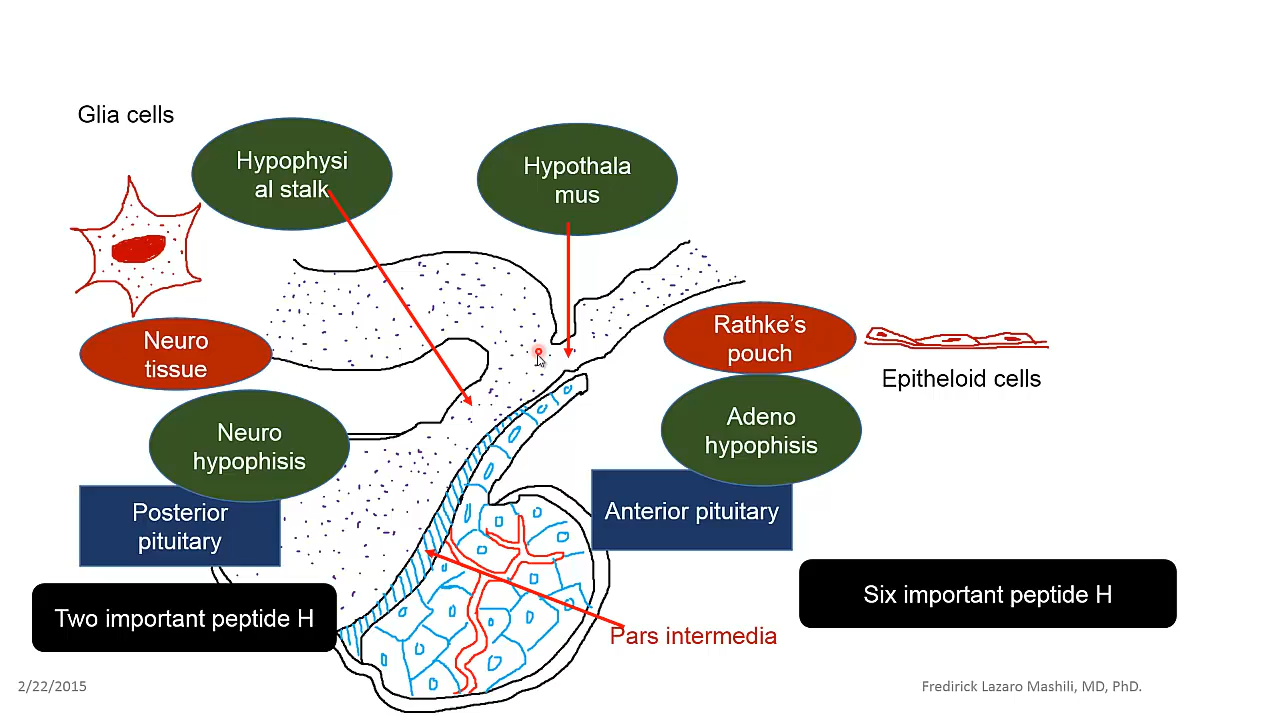 Glia cells
Hypophysi
al stalk
Hypothala
mus
Neuro
tissue
Rathke’s
pouch
Epitheloid cells
Neuro
hypophisis
Adeno
hypophisis
Posterior
pituitary
Anterior pituitary
Two important peptide H
Six important peptide H
Pars intermedia
2/22/2015
Fredirick Lazaro Mashili, MD, PhD.